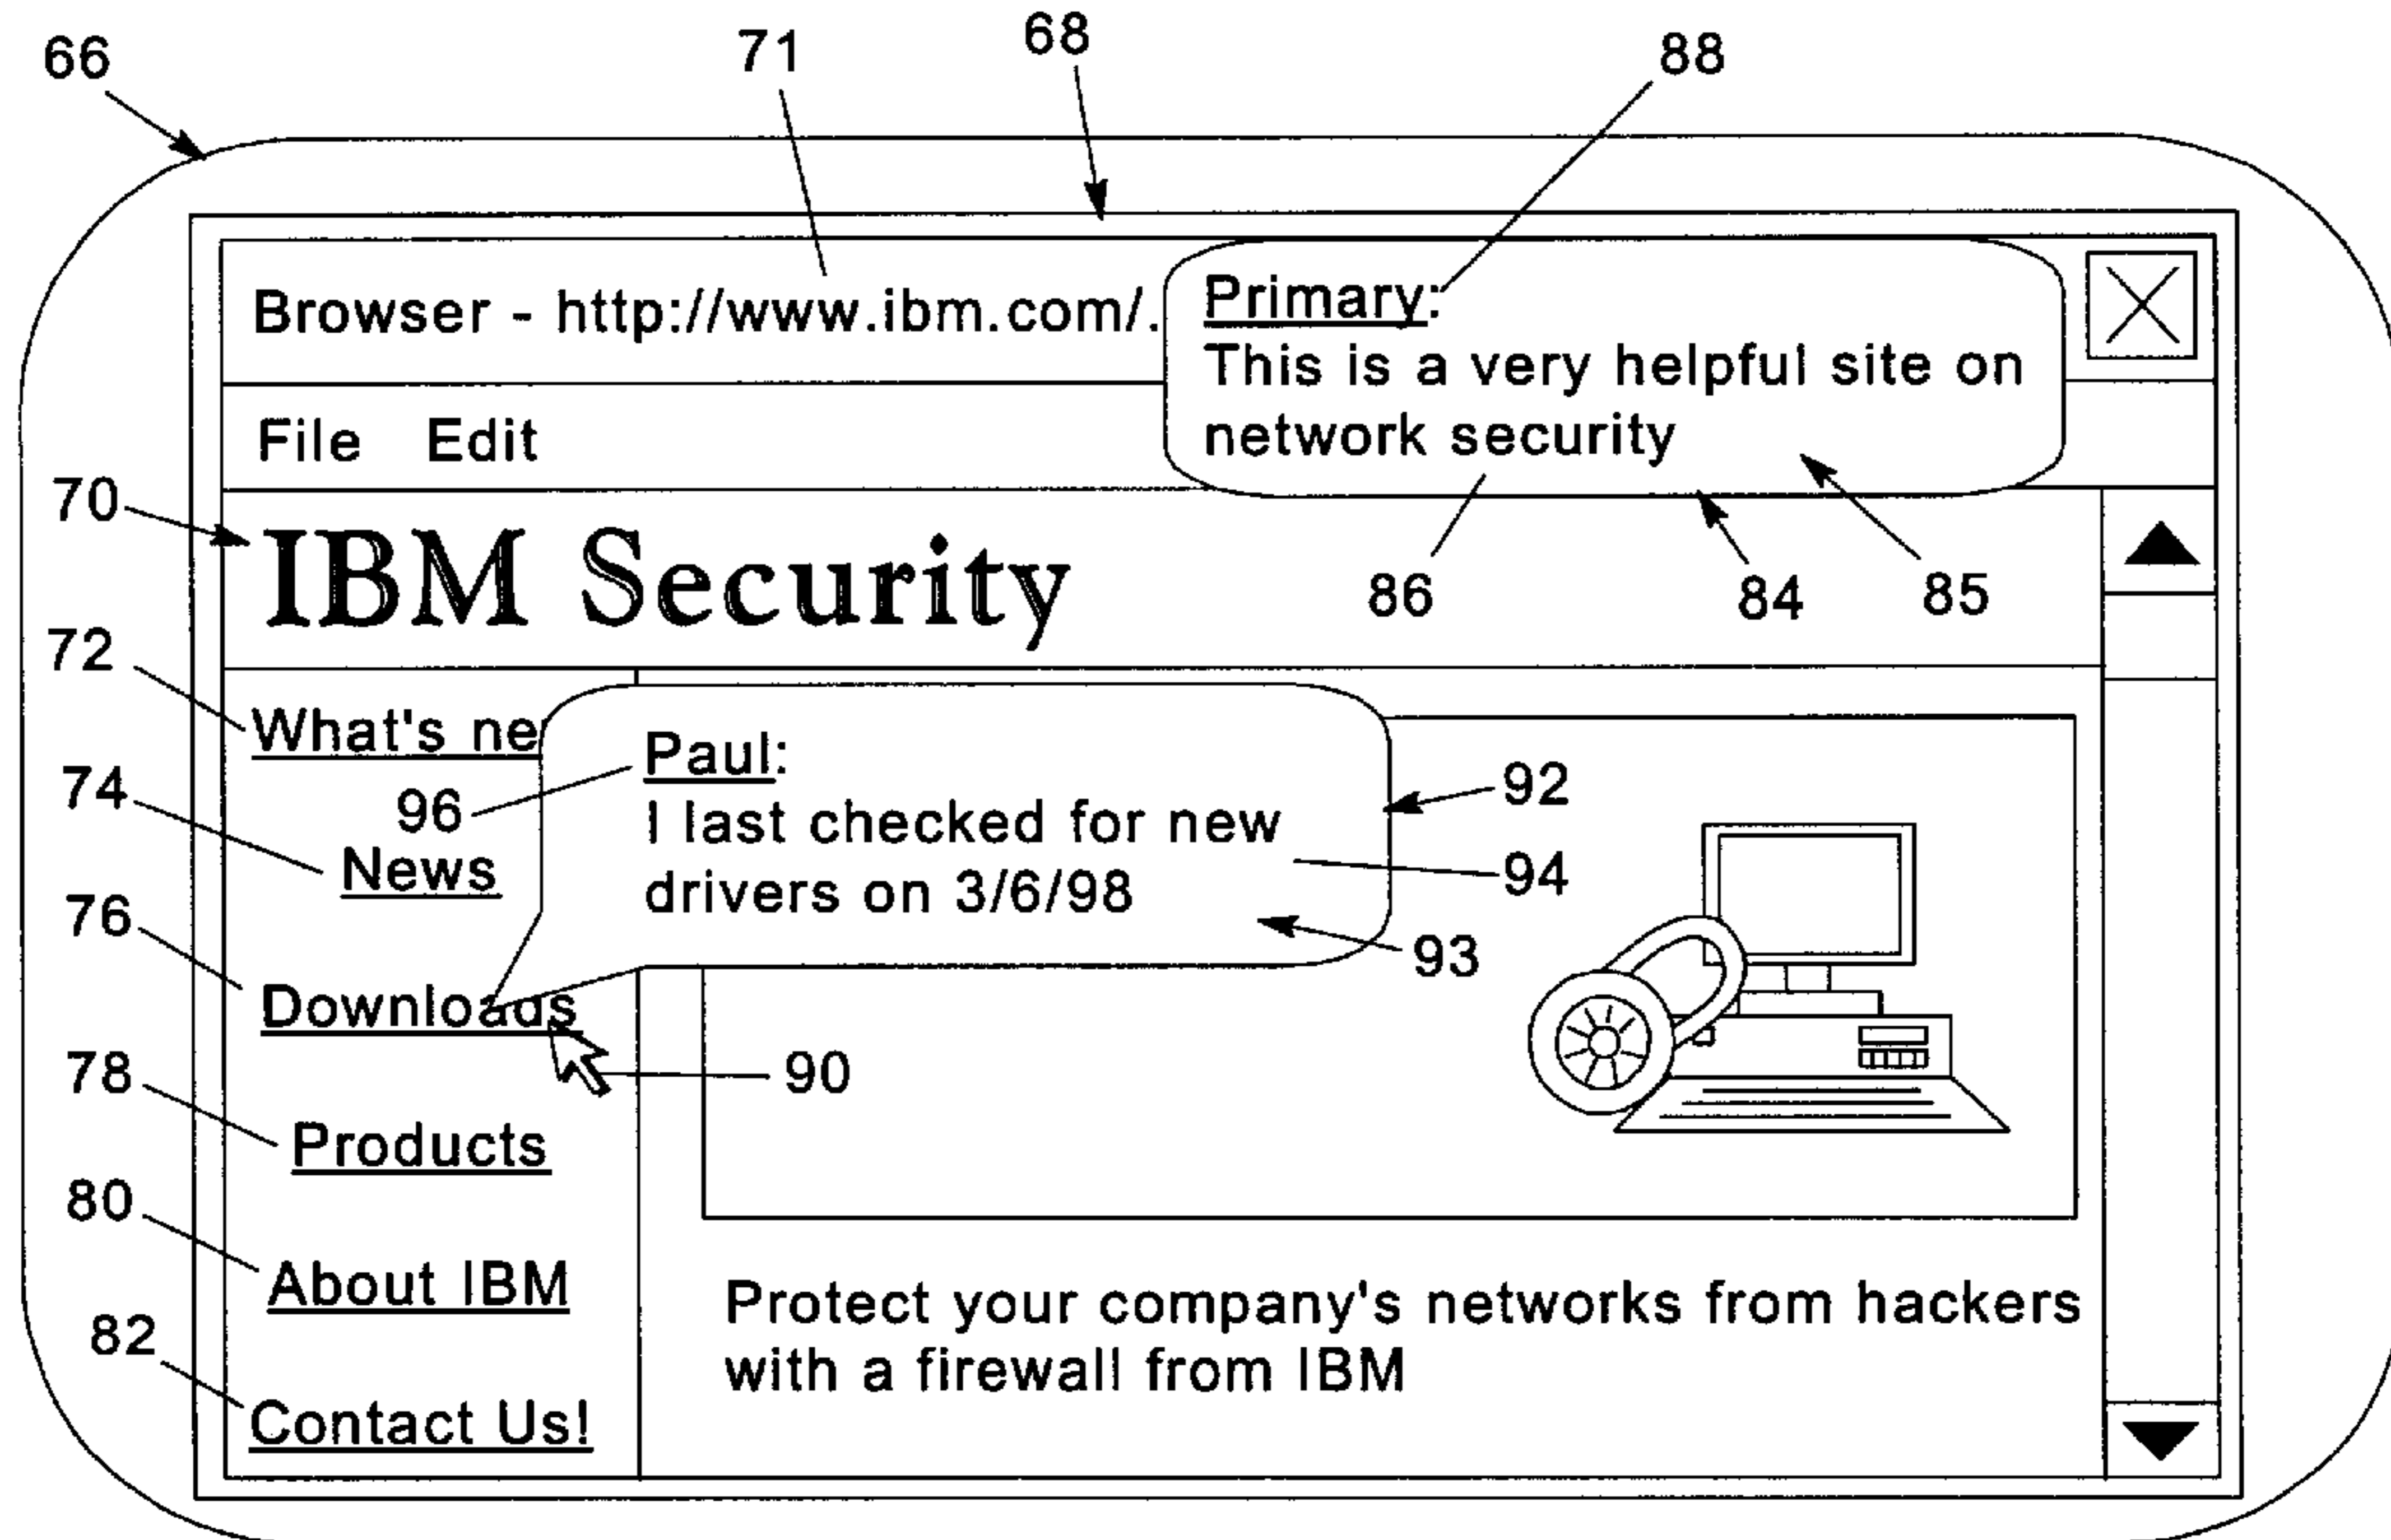 66
71
68
88
Browser - http://www.ibm.com/.
Primary:
This is a very helpful site on
network security
File Edit
70
IBM Security
86
84
85
72
What's ne
74
96
Paul:
I last checked for new
drivers on 3/6/98
92
94
93
News
76
Downloads
90
78
Products
80
About IBM
82
Contact Us!
Protect your company's networks from hackers
with a firewall from IBM